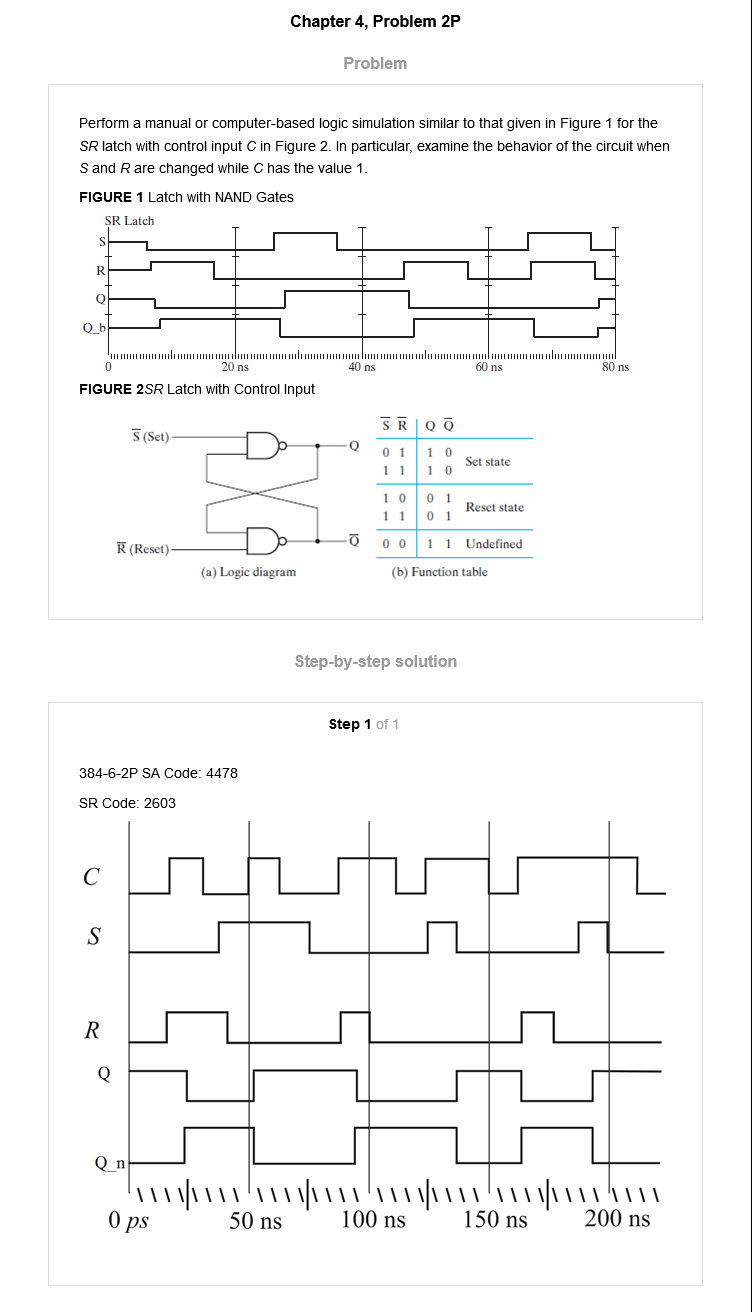 Chapter 4, Problem 2P
Problem
Perform a manual or computer-based logic simulation similar to that given in Figure 1 for the
SR latch with control input C in Figure 2. In particular, examine the behavior of the circuit when
S and R are changed while C has the value 1.
FIGURE 1 Latch with NAND Gates
SR Latch
S
R
Q
Q_b
0 20 ns 40 ns 60 ns 80 ns
FIGURE 2SR Latch with Control Input
S̅ R̅ Q Q̅
S̅ (Set) Q
0 1 1 0
1 1 1 0
Set state
1 0 0 1
1 1 0 1
Reset state
R̅ (Reset) Q̅
0 0 1 1 Undefined
(a) Logic diagram (b) Function table
Step-by-step solution
Step 1 of 1
384-6-2P SA Code: 4478
SR Code: 2603
C
S
R
Q
Q_n
0 ps 50 ns 100 ns 150 ns 200 ns